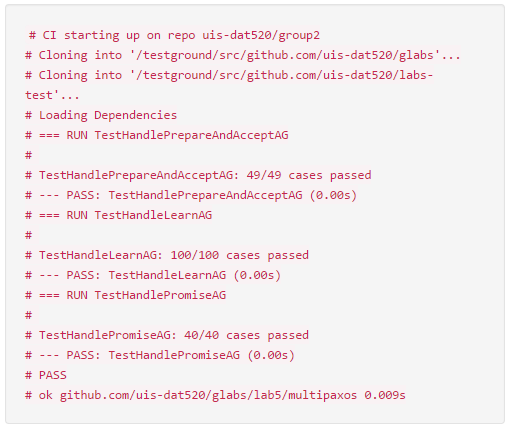 # CI starting up on repo uis-dat520/group2
# Cloning into '/testground/src/github.com/uis-dat520/glabs'...
# Cloning into '/testground/src/github.com/uis-dat520/labs-
test'...
# Loading Dependencies
# === RUN TestHandlePrepareAndAcceptAG
#
# TestHandlePrepareAndAcceptAG: 49/49 cases passed
# --- PASS: TestHandlePrepareAndAcceptAG (0.00s)
# === RUN TestHandleLearnAG
#
# TestHandleLearnAG: 100/100 cases passed
# --- PASS: TestHandleLearnAG (0.00s)
# === RUN TestHandlePromiseAG
#
# TestHandlePromiseAG: 40/40 cases passed
# --- PASS: TestHandlePromiseAG (0.00s)
# PASS
# ok github.com/uis-dat520/glabs/lab5/multipaxos 0.009s